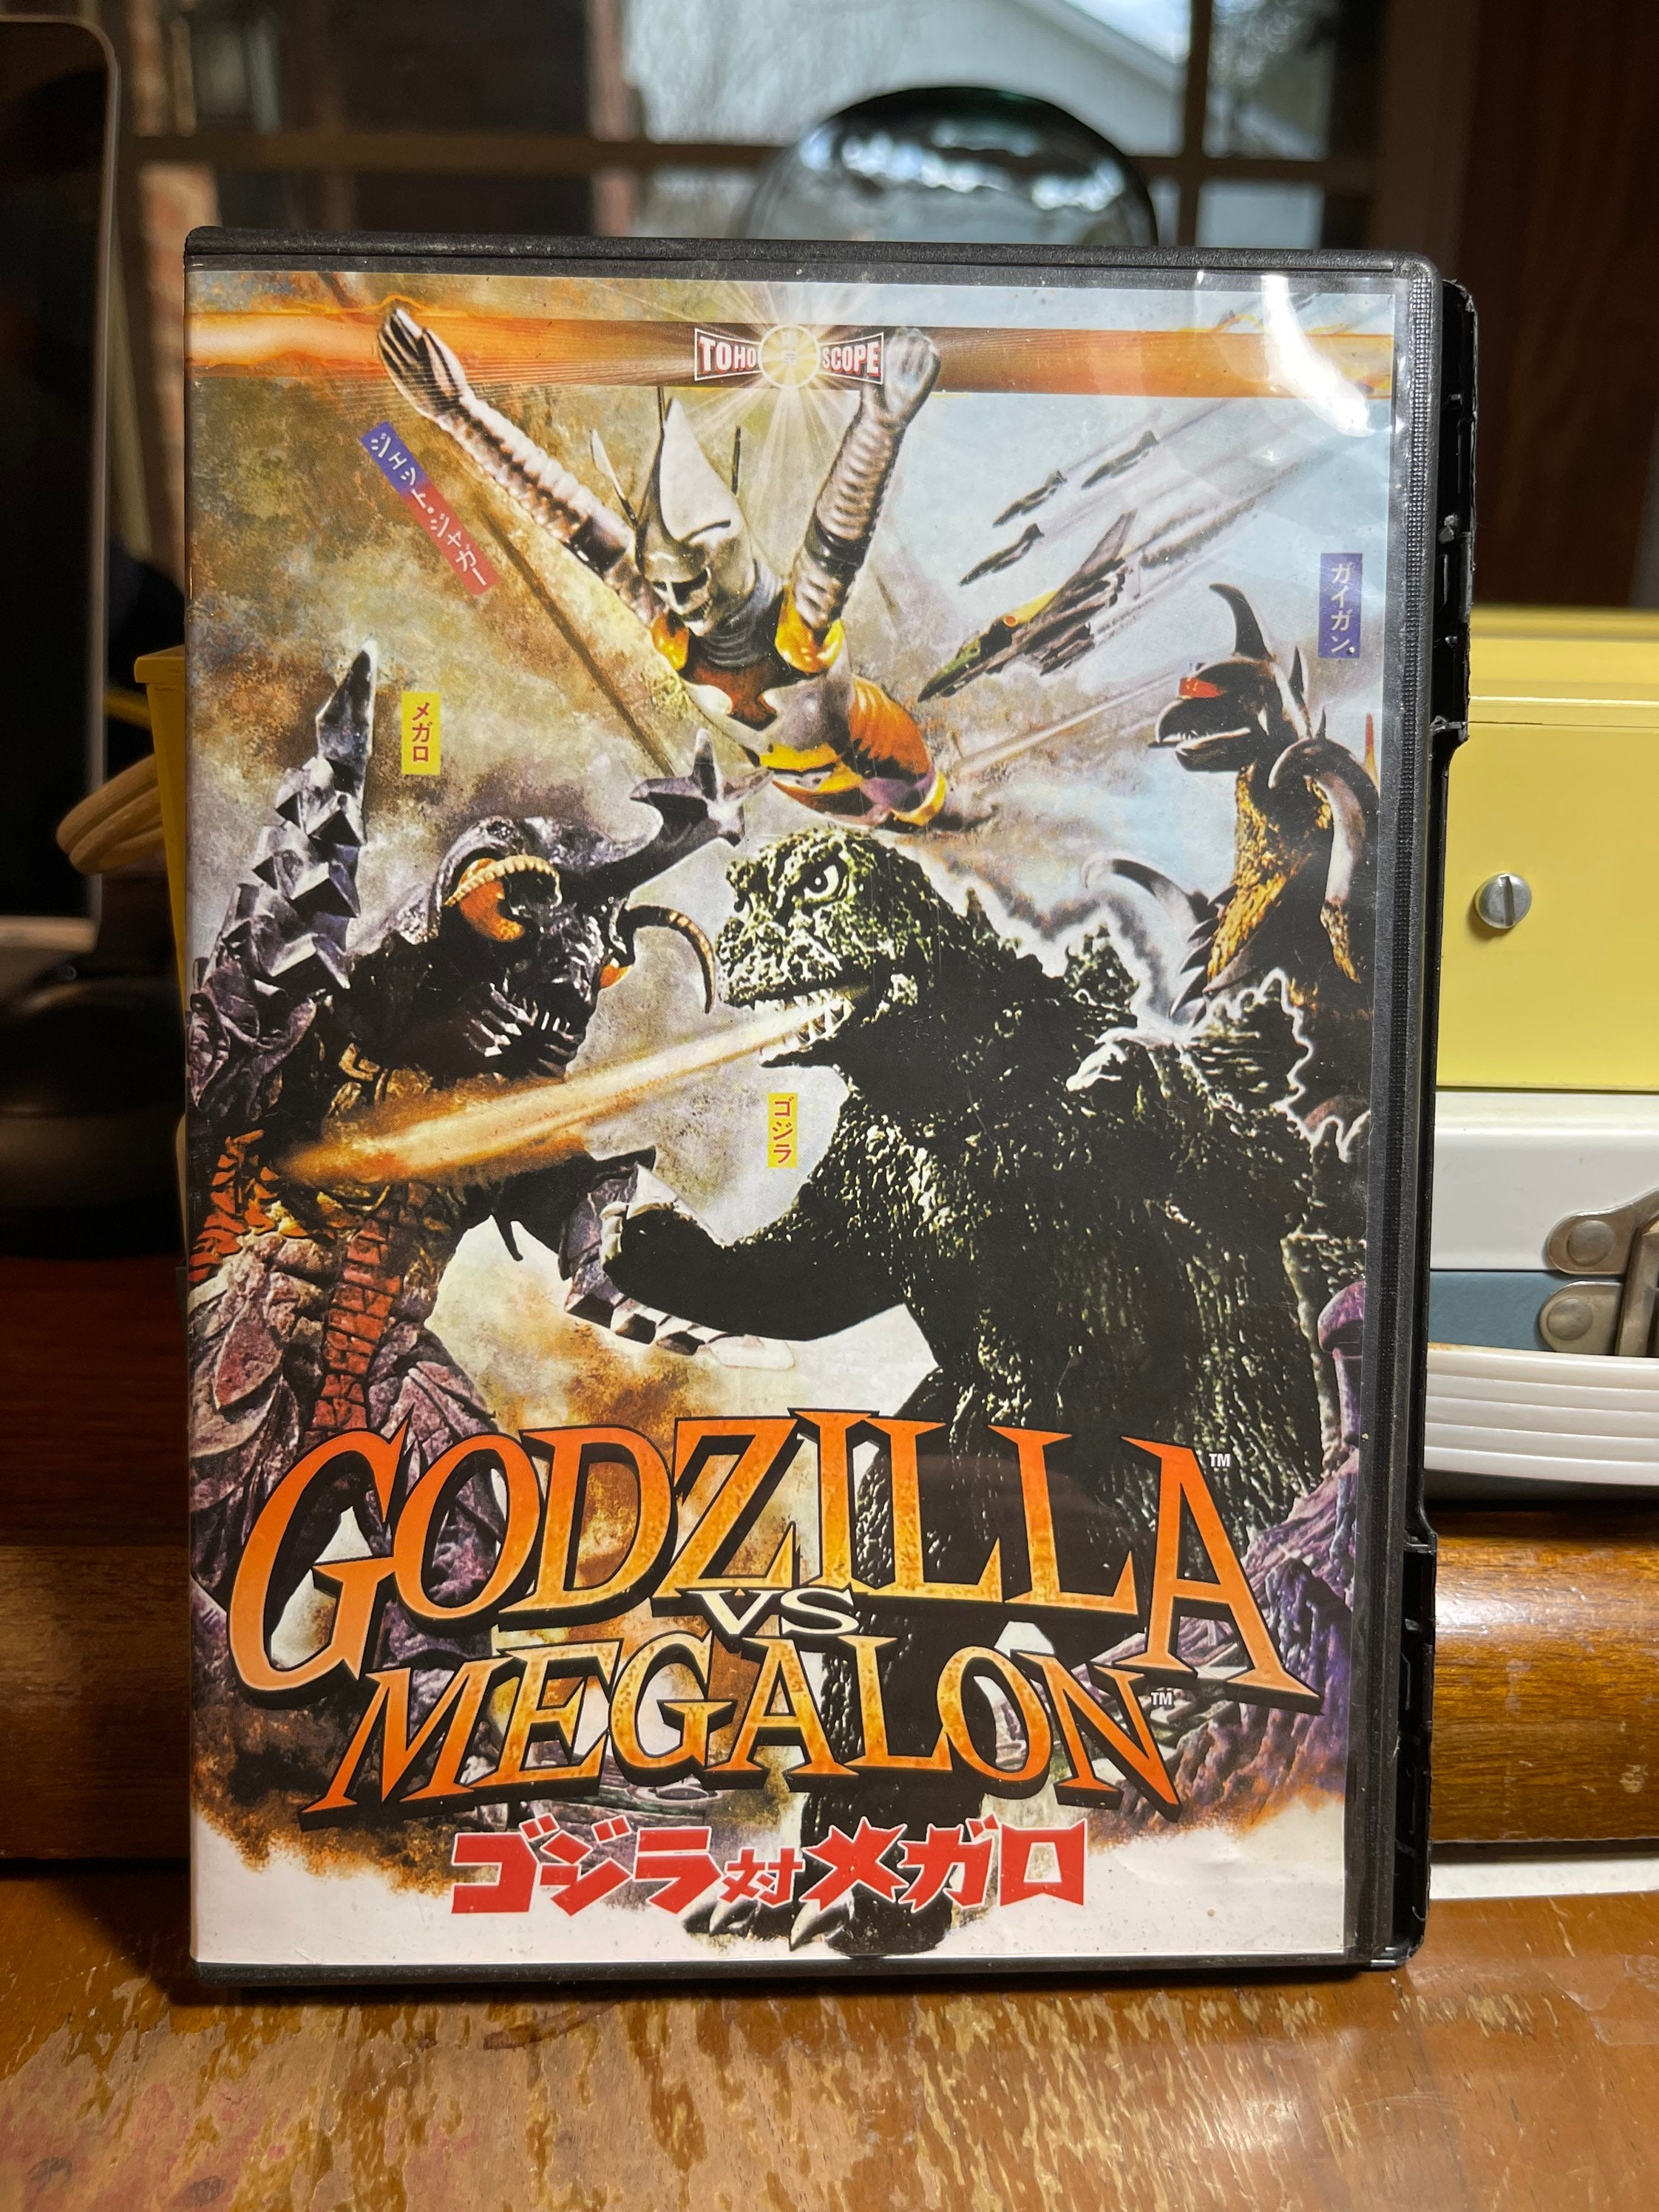 TOHO SCOPE
ジェット・ジャガー
ガイガン
メガロ
ゴジラ
GODZILLA™
VS
MEGALON™
ゴジラ対メガロ